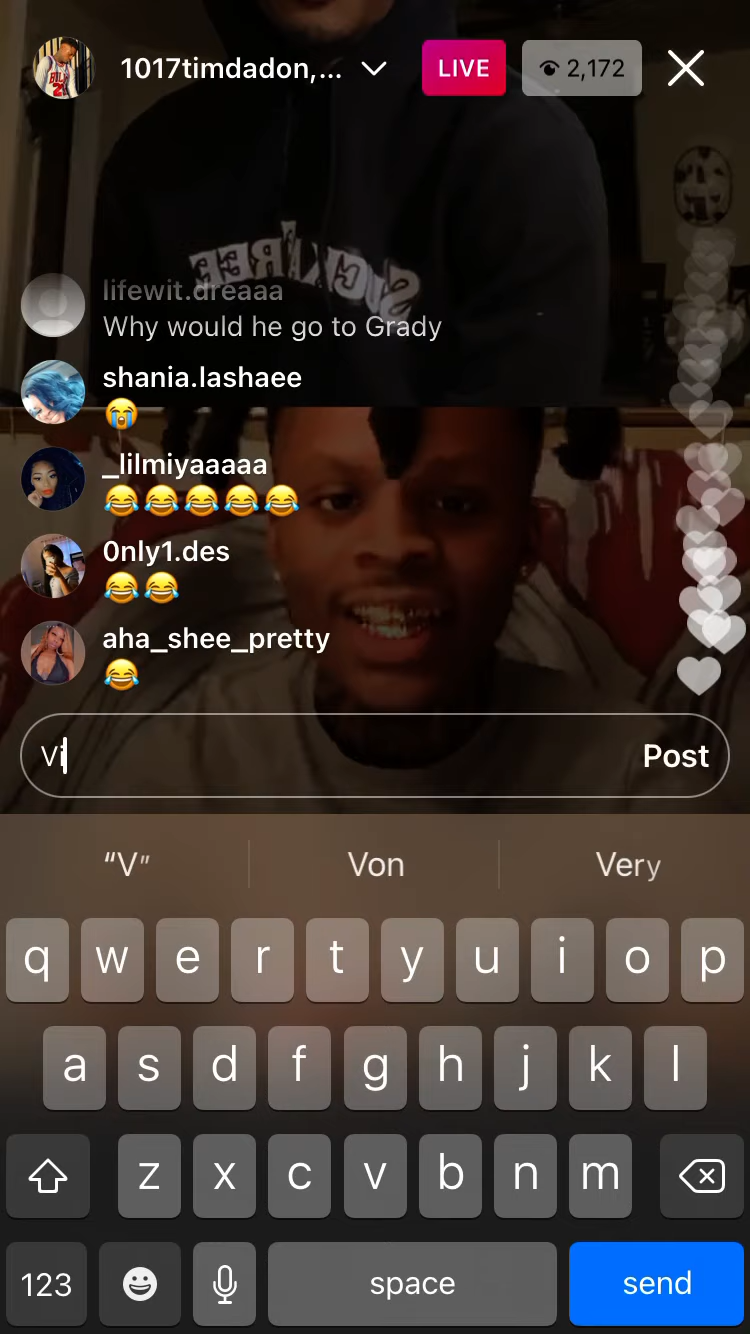 1017timdadon,...
LIVE
2,172
lifewit.dreaaa
Why would he go to Grady
shania.lashaee
😭
_lilmiyaaaaa
😂😂😂😂😂
0nly1.des
😂😂
aha_shee_pretty
😂
Vi
Post
“V” Von Very
q w e r t y u i o p
a s d f g h j k l
z x c v b n m
123 space send